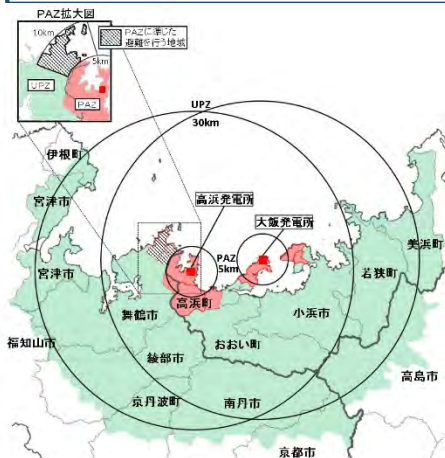 PAZ拡大図
10km
5km
UPZ
PAZ
PAZに準じた
避難を行う地域
UPZ
30km
伊根町
宮津市
高浜発電所
大飯発電所
美浜町
PAZ
5km
宮津市
若狭町
高浜町
舞鶴市
小浜市
福知山市
おおい町
綾部市
高島市
京丹波町
南丹市
京都市